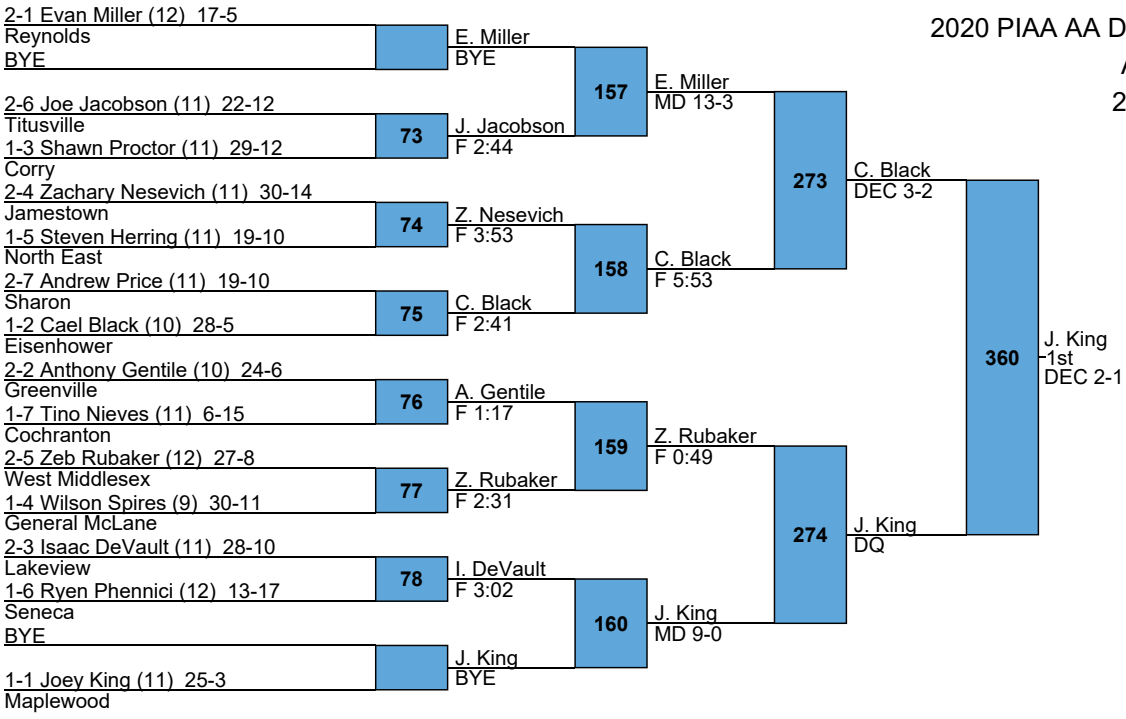 2020 PIAA AA D
2-1 Evan Miller (12) 17-5
Reynolds
BYE
2-6 Joe Jacobson (11) 22-12
Titusville
1-3 Shawn Proctor (11) 29-12
Corry
2-4 Zachary Nesevich (11) 30-14
Jamestown
1-5 Steven Herring (11) 19-10
North East
2-7 Andrew Price (11) 19-10
Sharon
1-2 Cael Black (10) 28-5
Eisenhower
2-2 Anthony Gentile (10) 24-6
Greenville
1-7 Tino Nieves (11) 6-15
Cochranton
2-5 Zeb Rubaker (12) 27-8
West Middlesex
1-4 Wilson Spires (9) 30-11
General McLane
2-3 Isaac DeVault (11) 28-10
Lakeview
1-6 Ryen Phennici (12) 13-17
Seneca
BYE
1-1 Joey King (11) 25-3
Maplewood
73
74
75
76
77
78
E. Miller
BYE
J. Jacobson
F 2:44
Z. Nesevich
F 3:53
C. Black
F 2:41
A. Gentile
F 1:17
Z. Rubaker
F 2:31
I. DeVault
F 3:02
J. King
BYE
157
158
159
160
E. Miller
MD 13-3
C. Black
F 5:53
Z. Rubaker
F 0:49
J. King
MD 9-0
273
274
C. Black
DEC 3-2
J. King
DQ
360
J. King
1st
DEC 2-1
2